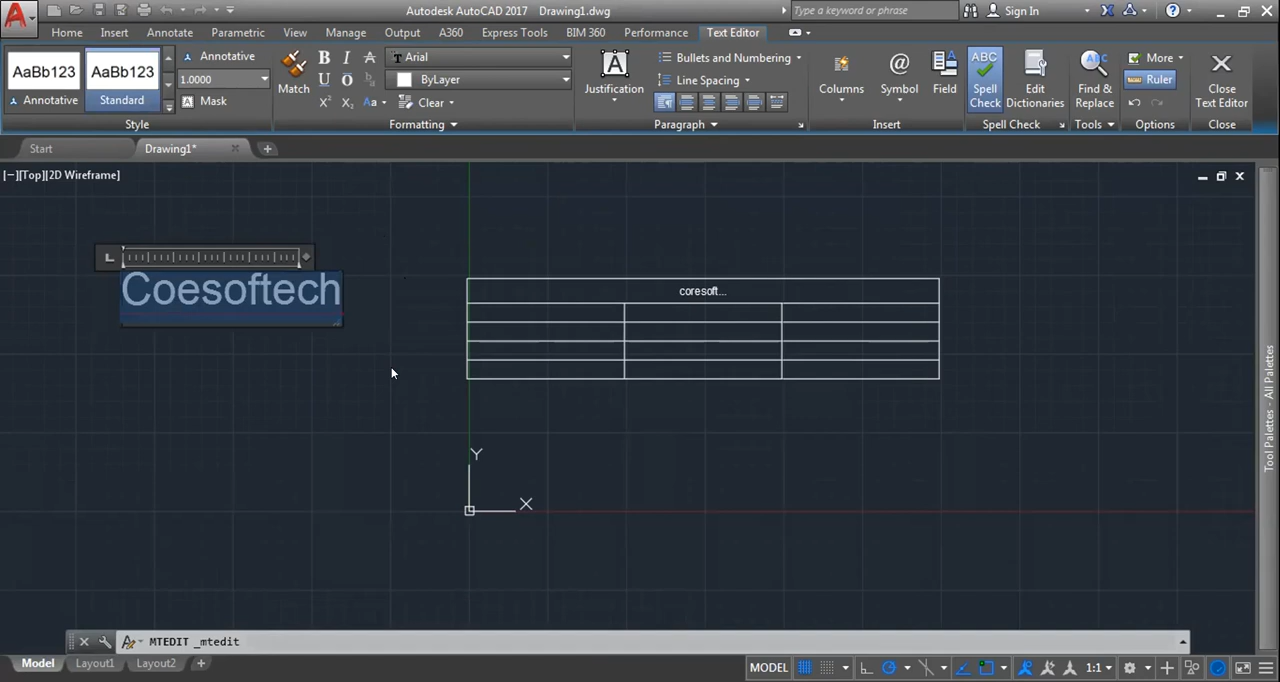 Autodesk AutoCAD 2017 Drawing1.dwg
Type a keyword or phrase
Sign In
Home Insert Annotate Parametric View Manage Output A360 Express Tools BIM 360 Performance Text Editor
AaBb123 AaBb123
Annotative Standard
Annotative
1.0000
Mask
Style
Match
Arial
ByLayer
Clear
Formatting
Justification
Bullets and Numbering
Line Spacing
Paragraph
Columns Symbol Field
Insert
ABC
Spell Check
Edit Dictionaries
Spell Check
Find & Replace
Tools
More
Ruler
Options
Close Text Editor
Close
Start Drawing1*
[−][Top][2D Wireframe]
Coesoftech
coresoft...
Y
X
Tool Palettes - All Palettes
MTEDIT _mtedit
Model Layout1 Layout2
MODEL
1:1